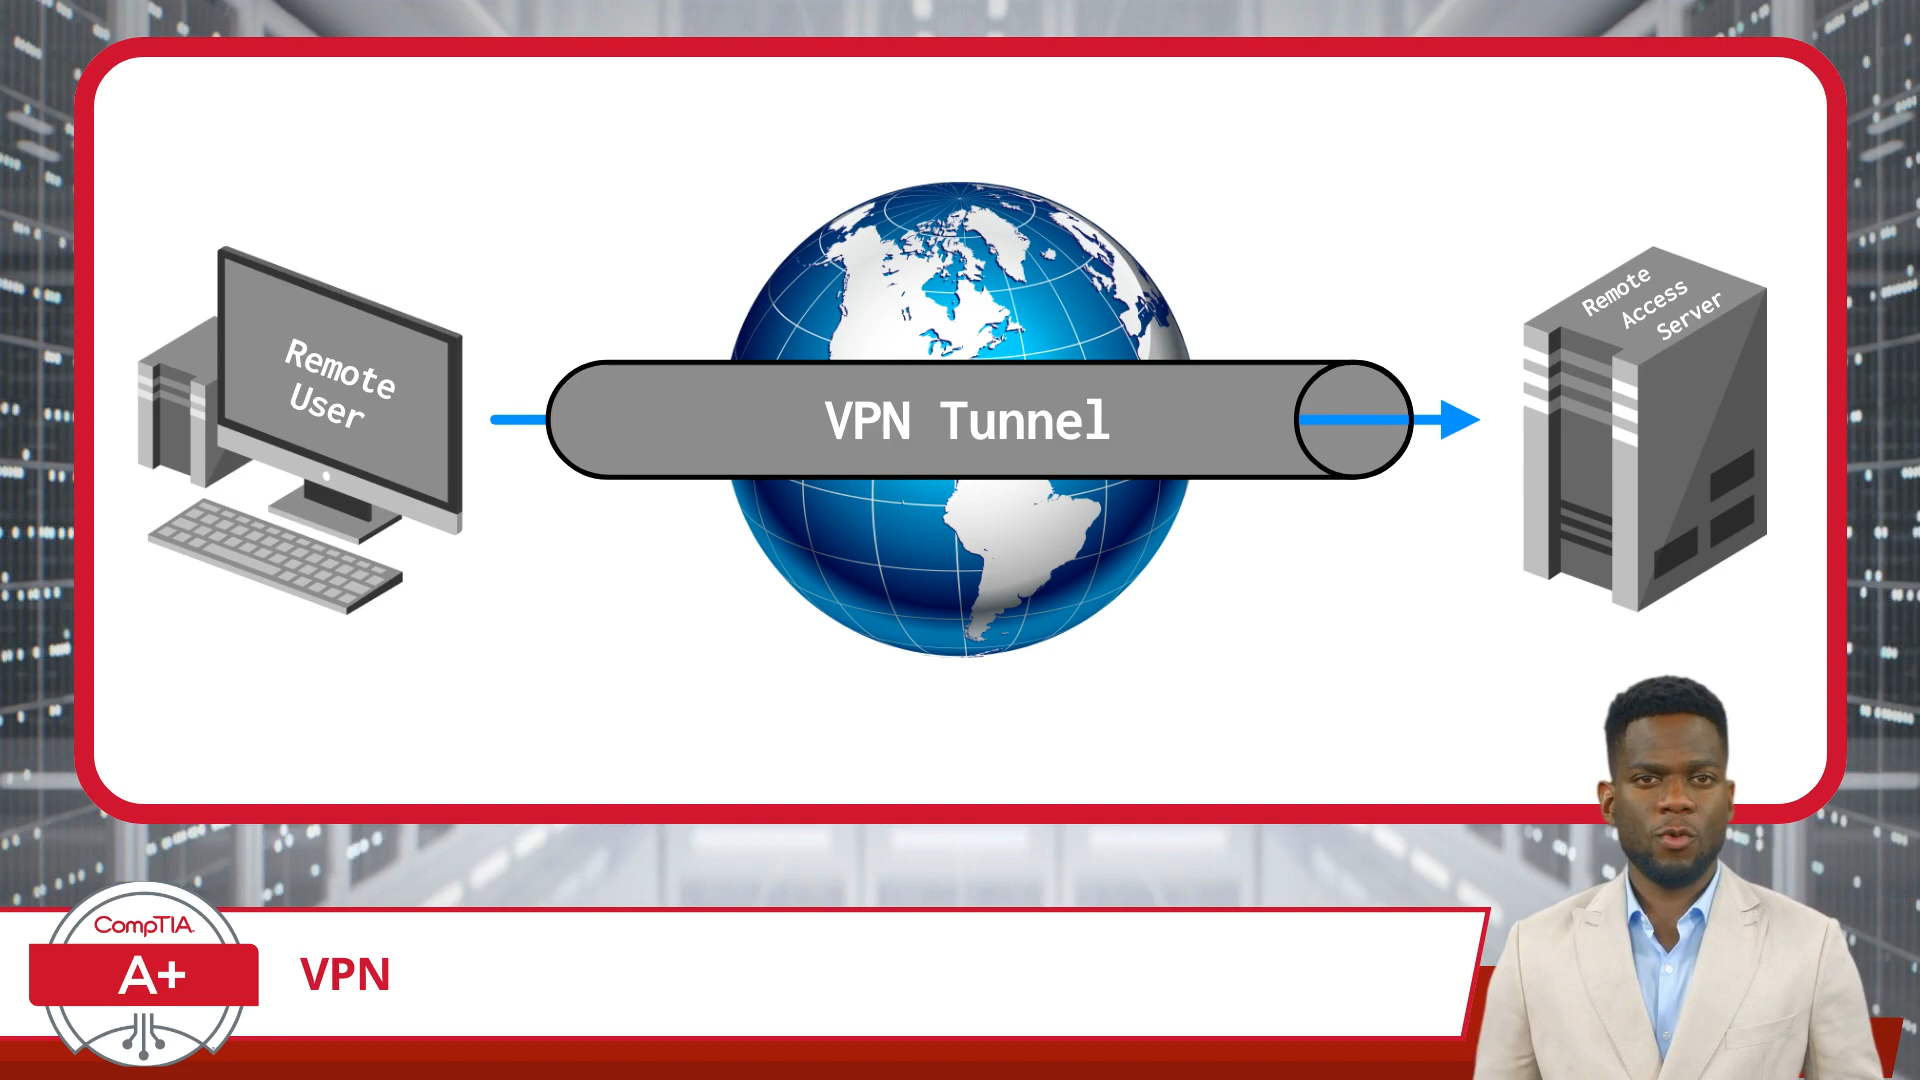 Remote
User
VPN Tunnel
Remote
Access
Server
CompTIA.
A+
VPN